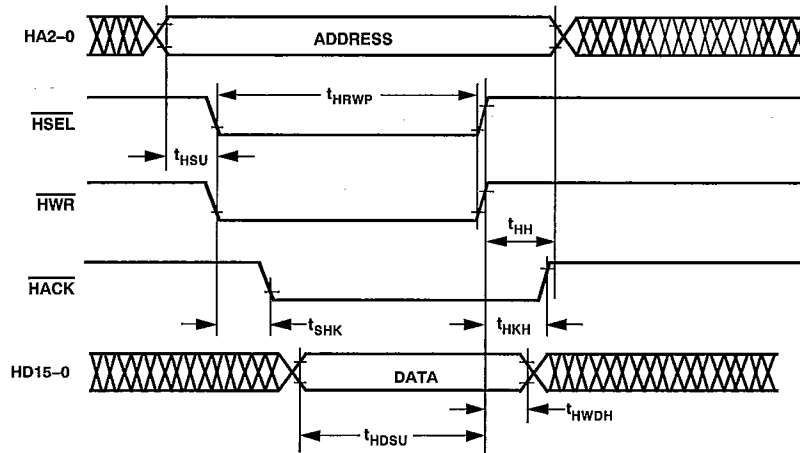 HA2–0
ADDRESS
tHRWP
HSEL
tHSU
HWR
tHH
HACK
tSHK
tHKH
HD15–0
DATA
tHWDH
tHDSU